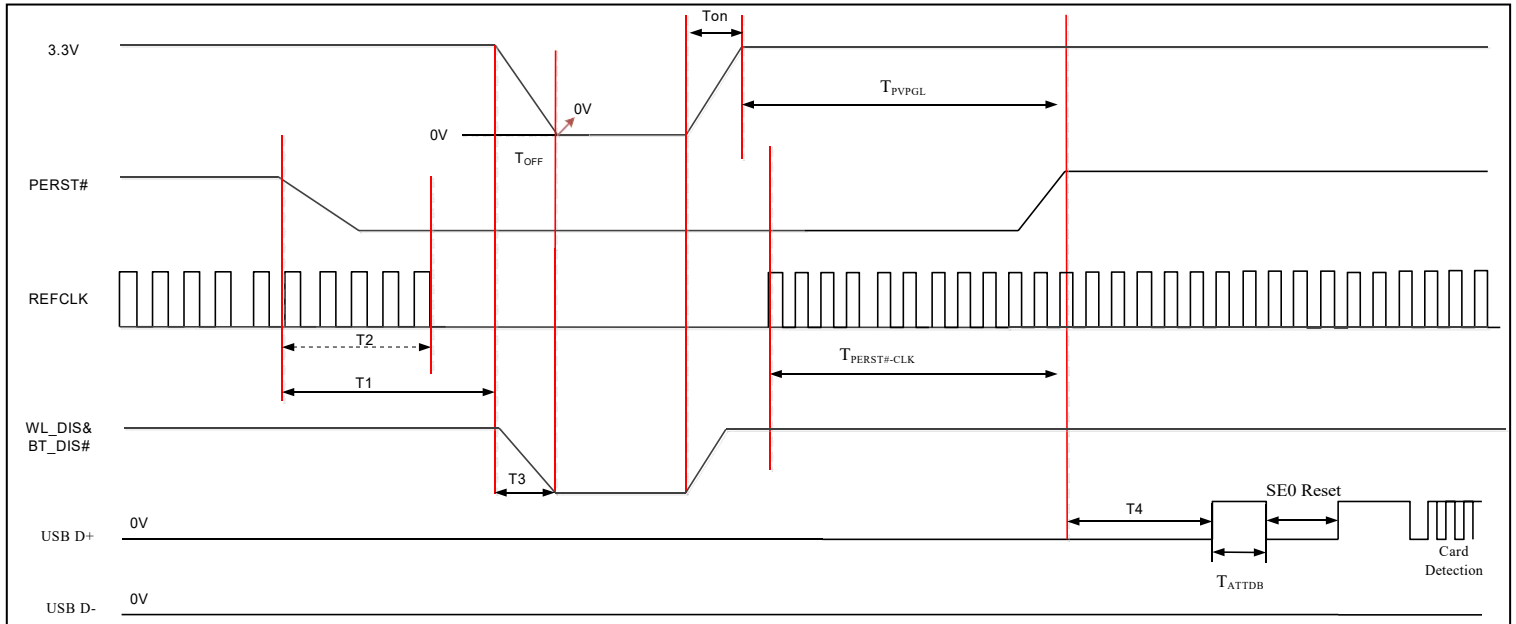 Ton
3.3V
T_PVPGL
0V
0V
T_OFF
PERST#
REFCLK
T2
T_PERST#-CLK
T1
WL_DIS&
BT_DIS#
T3
SE0 Reset
0V
T4
USB D+
Card
Detection
T_ATTDB
0V
USB D-